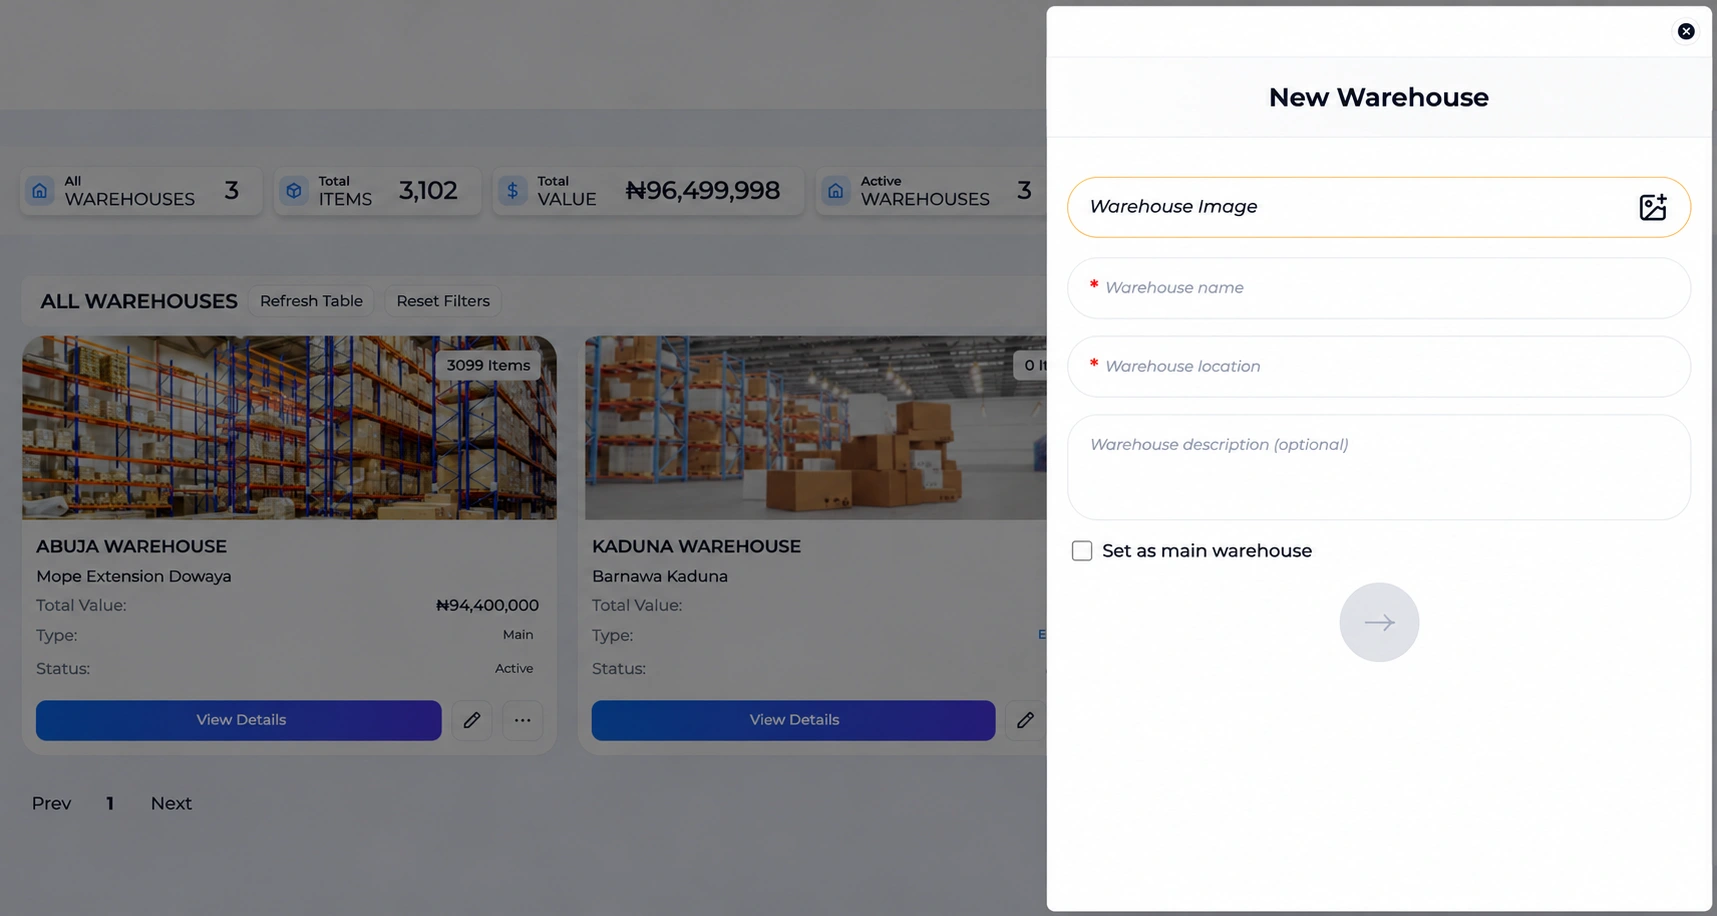 All
WAREHOUSES
3
Total
ITEMS
3,102
Total
VALUE
₦96,499,998
Active
WAREHOUSES
3
ALL WAREHOUSES
Refresh Table
Reset Filters
3099 Items
0
ABUJA WAREHOUSE
Mope Extension Dowaya
Total Value:
₦94,400,000
Type:
Main
Status:
Active
View Details
KADUNA WAREHOUSE
Barnawa Kaduna
Total Value:
Type:
Status:
View Details
Prev
1
Next
New Warehouse
Warehouse Image
* Warehouse name
* Warehouse location
Warehouse description (optional)
Set as main warehouse